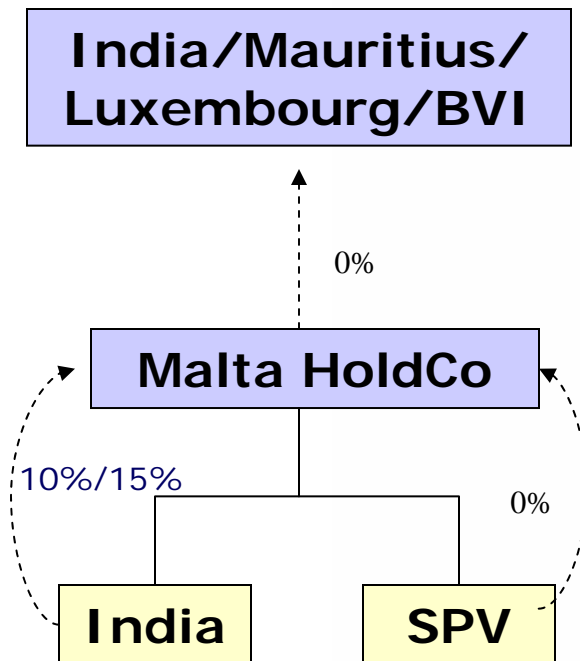 India/Mauritius/
Luxembourg/BVI
0%
Malta HoldCo
10%/15%
0%
India
SPV